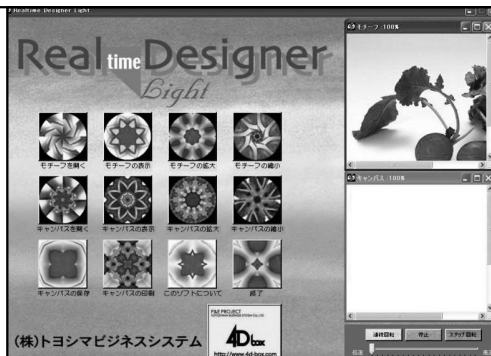 Realtime Designer Light
Real time Designer
Light
モチーフを開く
モチーフの表示
モチーフの拡大
モチーフの縮小
キャンバスを開く
キャンバスの表示
キャンバスの拡大
キャンバスの縮小
キャンバスの保存
キャンバスの印刷
このソフトについて
終了
(株)トヨシマビジネスシステム
4D box
http://www.4d-box.com
モチーフ:100%
キャンバス:100%
連続回転
停止
ステップ回転
低速